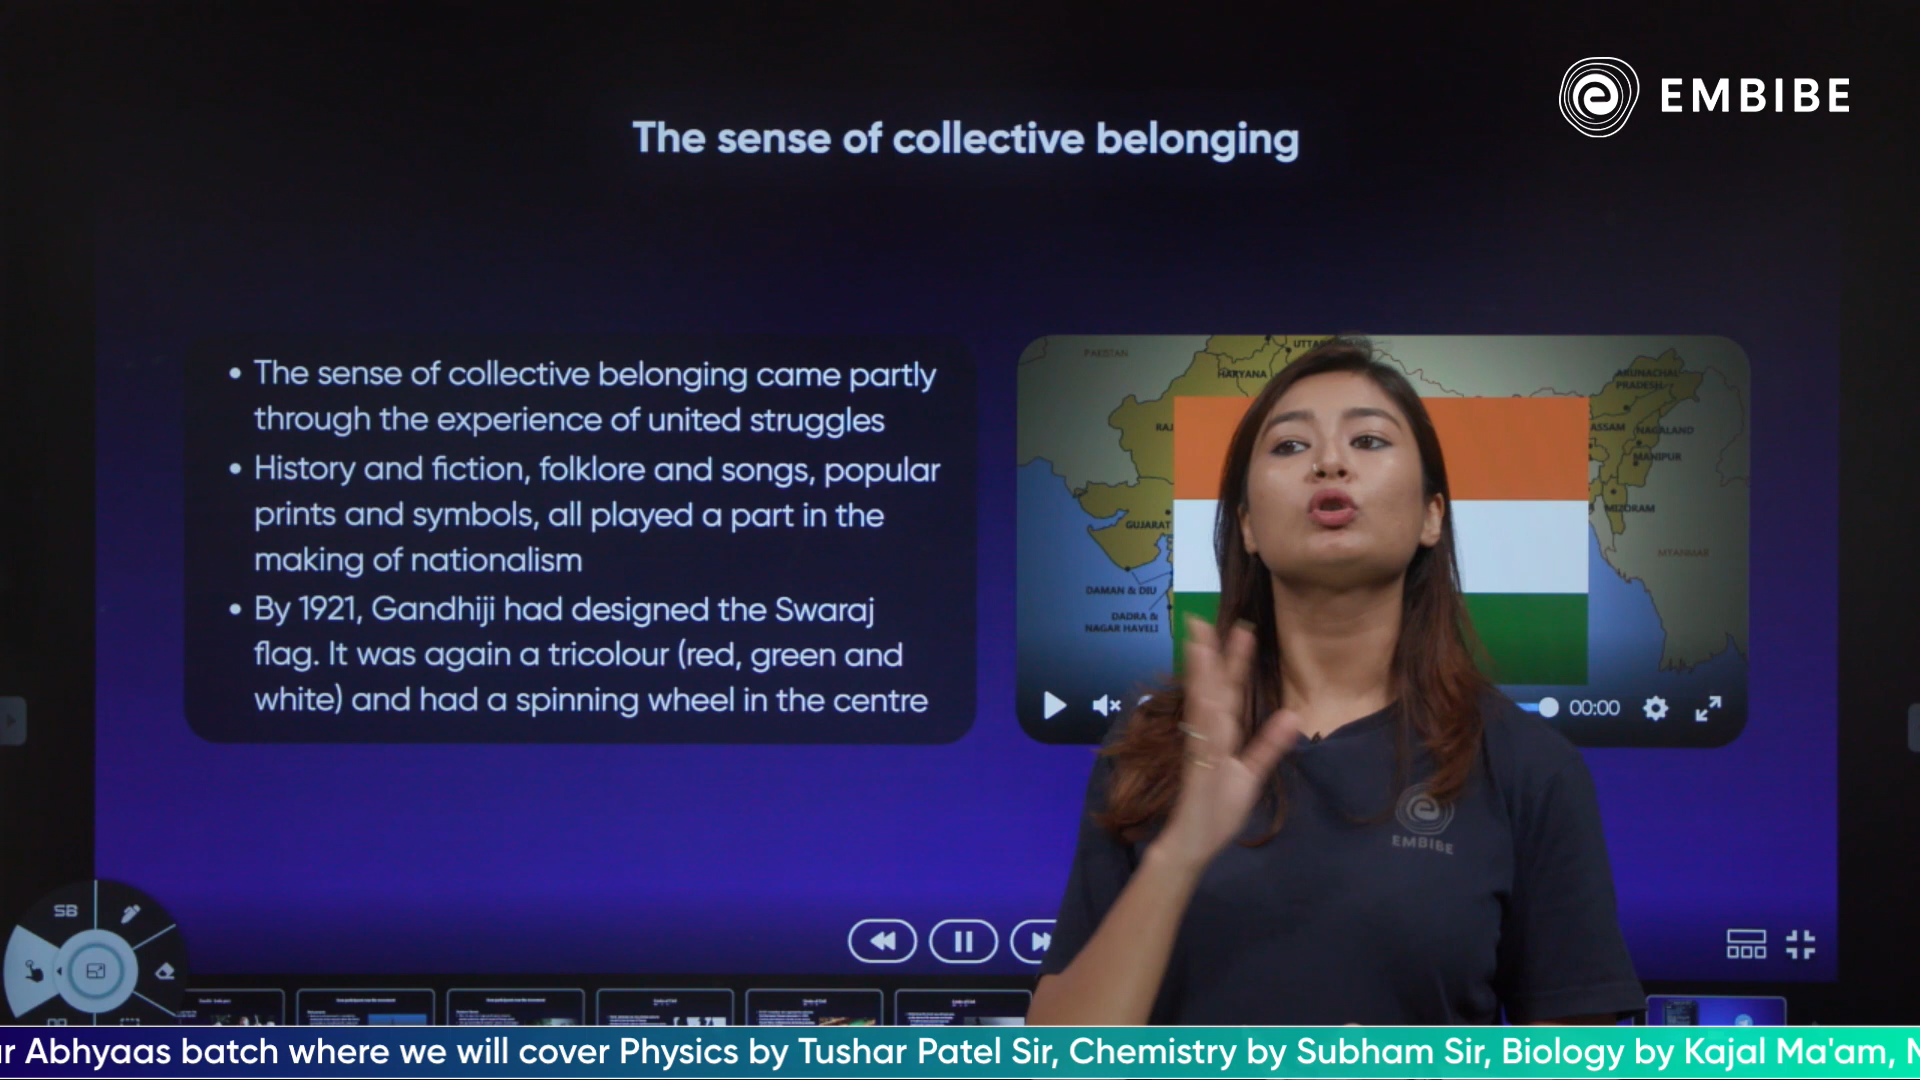 EMBIBE
The sense of collective belonging
• The sense of collective belonging came partly
through the experience of united struggles
• History and fiction, folklore and songs, popular
prints and symbols, all played a part in the
making of nationalism
• By 1921, Gandhiji had designed the Swaraj
flag. It was again a tricolour (red, green and
white) and had a spinning wheel in the centre
PAKISTAN
HARYANA
ARUNACHAL
PRADESH
ASSAM
NAGALAND
MANIPUR
GUJARAT
MIZORAM
MYANMAR
DAMAN & DIU
DADRA &
NAGAR HAVELI
00:00
EMBIBE
SB
Abhyaas batch where we will cover Physics by Tushar Patel Sir, Chemistry by Subham Sir, Biology by Kajal Ma'am,